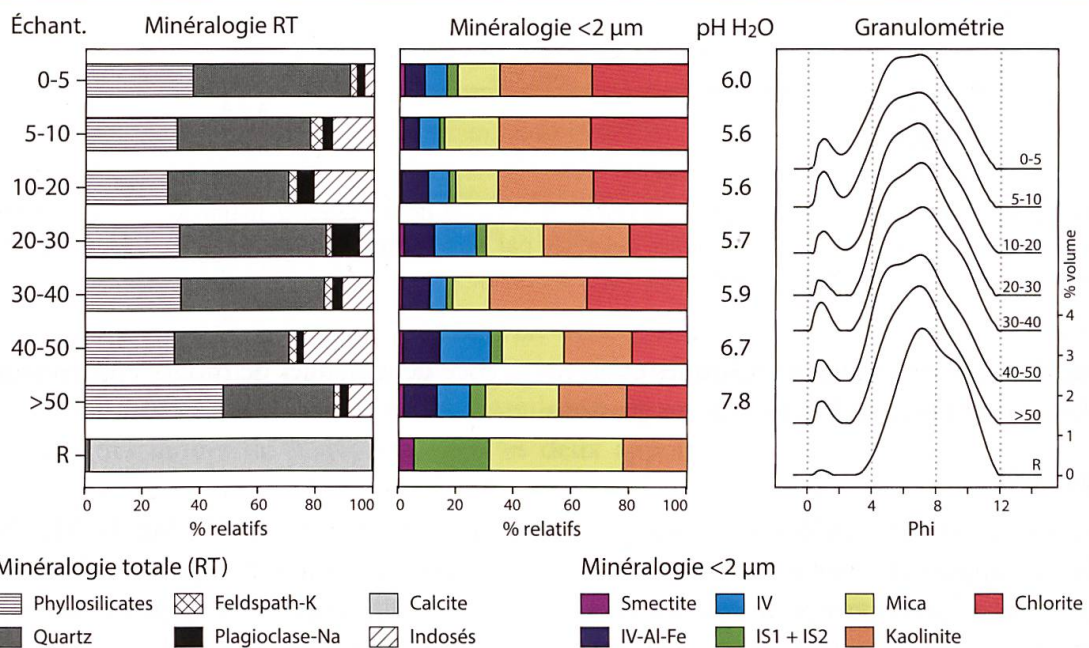 Échant. Minéralogie RT Minéralogie <2 µm pH H₂O Granulométrie
0-5 6.0
5-10 5.6
10-20 5.6
20-30 5.7
30-40 5.9
40-50 6.7
>50 7.8
R
0-5
5-10
10-20
20-30
30-40
40-50
>50
R
% volume
4
3
2
1
0
0 20 40 60 80 100
% relatifs
0 20 40 60 80 100
% relatifs
0 4 8 12
Phi
Minéralogie totale (RT)
Phyllosilicates Feldspath-K Calcite
Quartz Plagioclase-Na Indosés
Minéralogie <2 µm
Smectite IV Mica Chlorite
IV-Al-Fe IS1 + IS2 Kaolinite